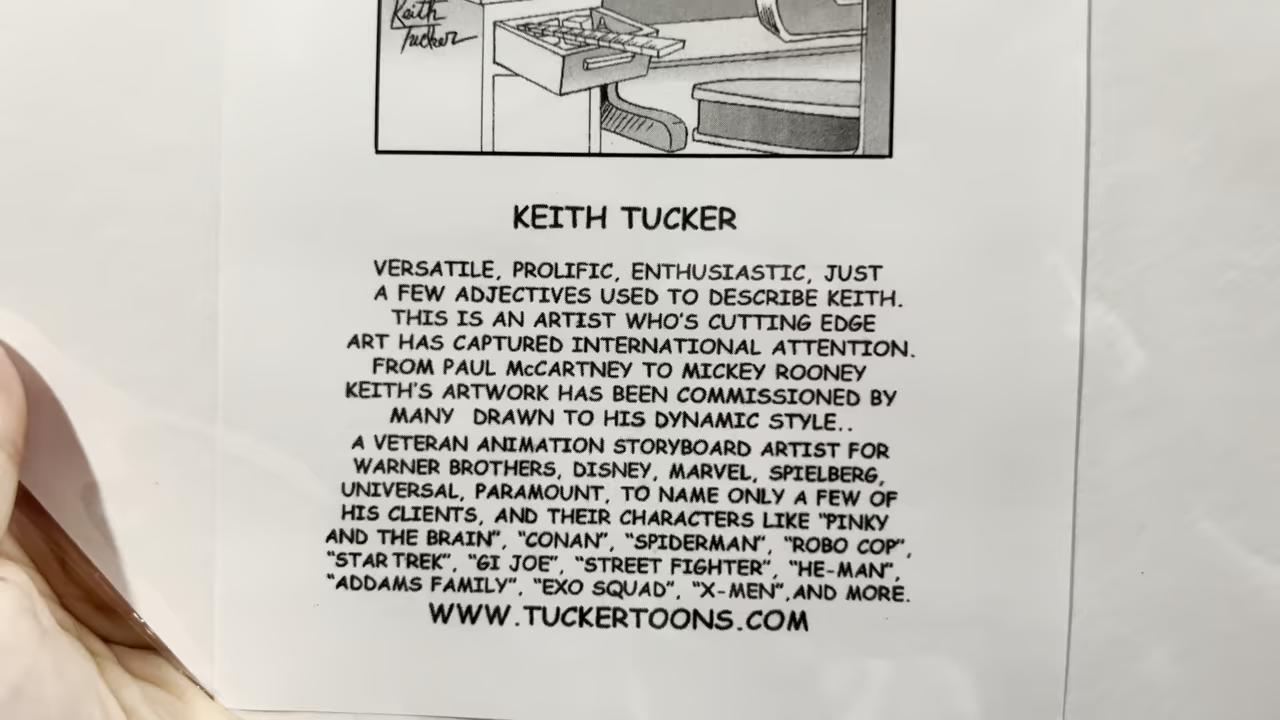 Keith
Tucker
KEITH TUCKER
VERSATILE, PROLIFIC, ENTHUSIASTIC, JUST
A FEW ADJECTIVES USED TO DESCRIBE KEITH.
THIS IS AN ARTIST WHO'S CUTTING EDGE
ART HAS CAPTURED INTERNATIONAL ATTENTION.
FROM PAUL McCARTNEY TO MICKEY ROONEY
KEITH'S ARTWORK HAS BEEN COMMISSIONED BY
MANY DRAWN TO HIS DYNAMIC STYLE..
A VETERAN ANIMATION STORYBOARD ARTIST FOR
WARNER BROTHERS, DISNEY, MARVEL, SPIELBERG,
UNIVERSAL, PARAMOUNT, TO NAME ONLY A FEW OF
HIS CLIENTS, AND THEIR CHARACTERS LIKE "PINKY
AND THE BRAIN", "CONAN", "SPIDERMAN", "ROBO COP",
"STAR TREK", "GI JOE", "STREET FIGHTER", "HE-MAN",
"ADDAMS FAMILY", "EXO SQUAD", "X-MEN",AND MORE.
WWW.TUCKERTOONS.COM